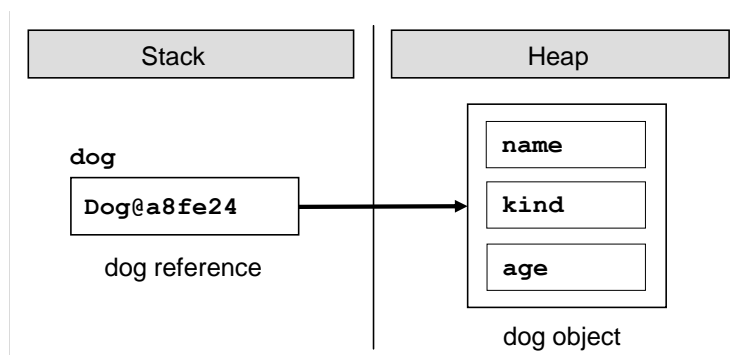 Stack
Heap
dog
Dog@a8fe24
dog reference
name
kind
age
dog object